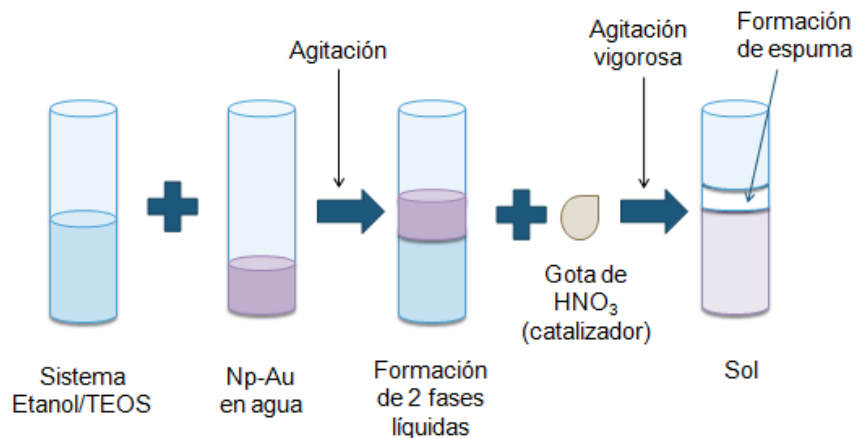 Agitación
Agitación
vigorosa
Formación
de espuma
Sistema
Etanol/TEOS
Np-Au
en agua
Formación
de 2 fases
líquidas
Gota de
HNO₃
(catalizador)
Sol